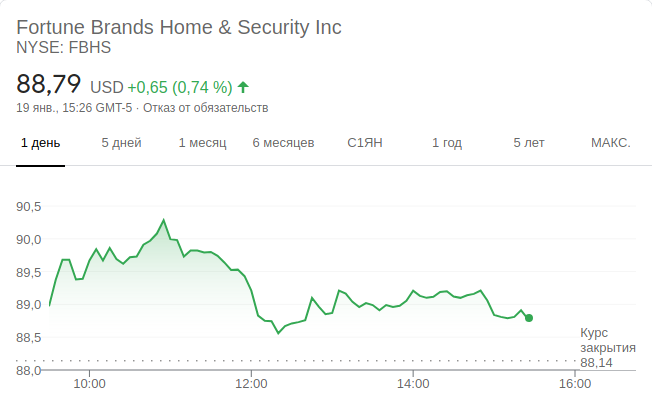 Fortune Brands Home & Security Inc
NYSE: FBHS
88,79 USD +0,65 (0,74 %)
19 янв., 15:26 GMT-5 · Отказ от обязательств
1 день 5 дней 1 месяц 6 месяцев С1ЯН 1 год 5 лет МАКС.
90,5
90,0
89,5
89,0
88,5
88,0
Курс
закрытия
88,14
10:00 12:00 14:00 16:00